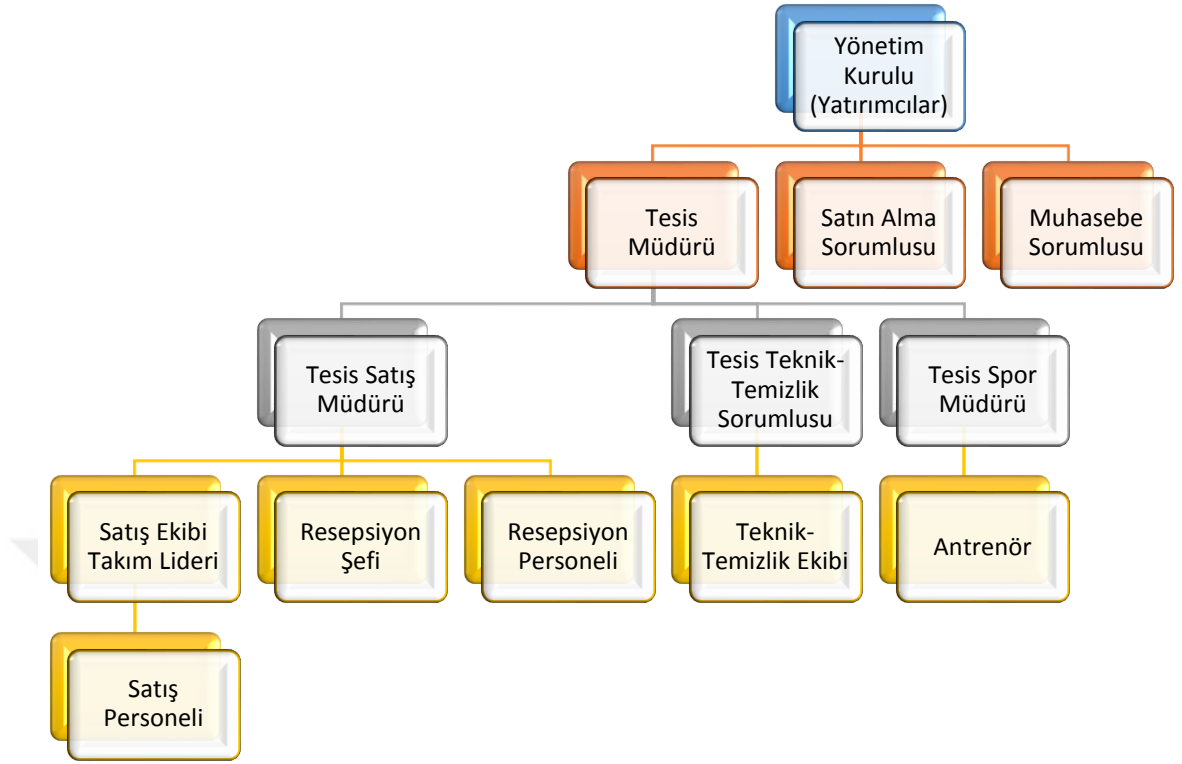 Yönetim
Kurulu
(Yatırımcılar)
Tesis
Müdürü
Satın Alma
Sorumlusu
Muhasebe
Sorumlusu
Tesis Satış
Müdürü
Tesis Teknik-
Temizlik
Sorumlusu
Tesis Spor
Müdürü
Satış Ekibi
Takım Lideri
Resepsiyon
Şefi
Resepsiyon
Personeli
Teknik-
Temizlik Ekibi
Antrenör
Satış
Personeli